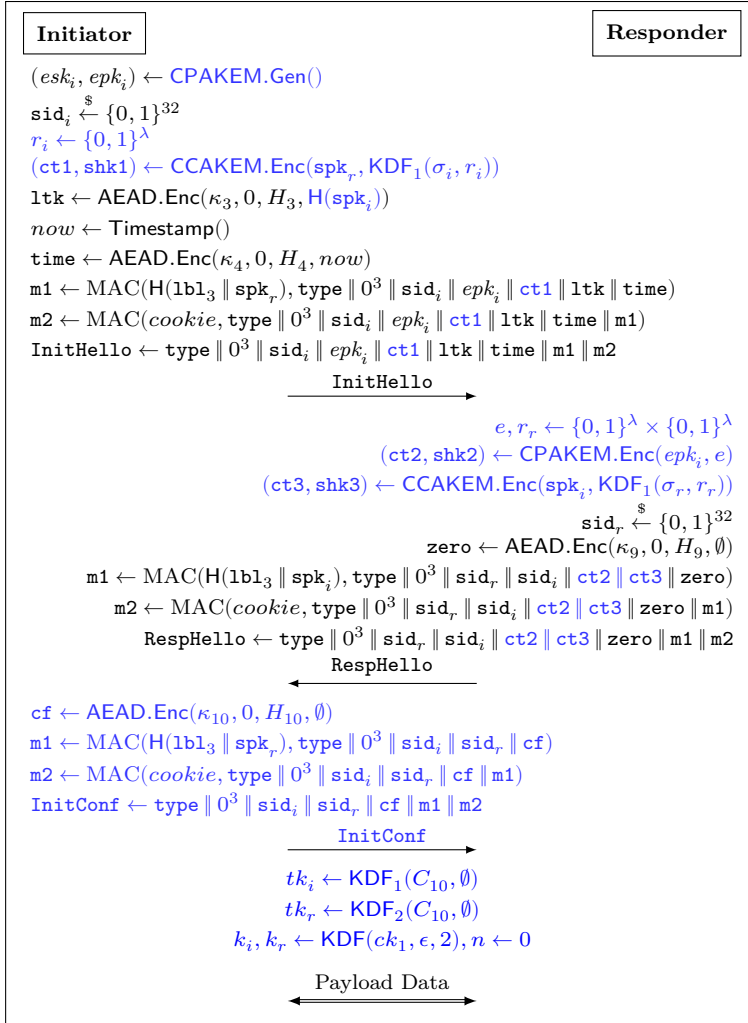 Initiator Responder
(esk_i, epk_i) ← CPAKEM.Gen()
sid_i $← {0, 1}^32
r_i ← {0, 1}^λ
(ct1, shk1) ← CCAKEM.Enc(spk_r, KDF_1(σ_i, r_i))
ltk ← AEAD.Enc(κ_3, 0, H_3, H(spk_i))
now ← Timestamp()
time ← AEAD.Enc(κ_4, 0, H_4, now)
m1 ← MAC(H(lbl_3 ‖ spk_r), type ‖ 0^3 ‖ sid_i ‖ epk_i ‖ ct1 ‖ ltk ‖ time)
m2 ← MAC(cookie, type ‖ 0^3 ‖ sid_i ‖ epk_i ‖ ct1 ‖ ltk ‖ time ‖ m1)
InitHello ← type ‖ 0^3 ‖ sid_i ‖ epk_i ‖ ct1 ‖ ltk ‖ time ‖ m1 ‖ m2
InitHello
e, r_r ← {0, 1}^λ × {0, 1}^λ
(ct2, shk2) ← CPAKEM.Enc(epk_i, e)
(ct3, shk3) ← CCAKEM.Enc(spk_i, KDF_1(σ_r, r_r))
sid_r $← {0, 1}^32
zero ← AEAD.Enc(κ_9, 0, H_9, ∅)
m1 ← MAC(H(lbl_3 ‖ spk_i), type ‖ 0^3 ‖ sid_r ‖ sid_i ‖ ct2 ‖ ct3 ‖ zero)
m2 ← MAC(cookie, type ‖ 0^3 ‖ sid_r ‖ sid_i ‖ ct2 ‖ ct3 ‖ zero ‖ m1)
RespHello ← type ‖ 0^3 ‖ sid_r ‖ sid_i ‖ ct2 ‖ ct3 ‖ zero ‖ m1 ‖ m2
RespHello
cf ← AEAD.Enc(κ_10, 0, H_10, ∅)
m1 ← MAC(H(lbl_3 ‖ spk_r), type ‖ 0^3 ‖ sid_i ‖ sid_r ‖ cf)
m2 ← MAC(cookie, type ‖ 0^3 ‖ sid_i ‖ sid_r ‖ cf ‖ m1)
InitConf ← type ‖ 0^3 ‖ sid_i ‖ sid_r ‖ cf ‖ m1 ‖ m2
InitConf
tk_i ← KDF_1(C_10, ∅)
tk_r ← KDF_2(C_10, ∅)
k_i, k_r ← KDF(ck_1, ϵ, 2), n ← 0
Payload Data